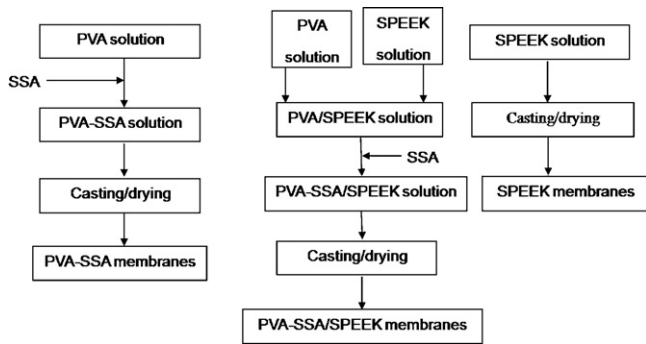 PVA solution
SSA
PVA-SSA solution
Casting/drying
PVA-SSA membranes
PVA
solution
SPEEK
solution
PVA/SPEEK solution
SSA
PVA-SSA/SPEEK solution
Casting/drying
PVA-SSA/SPEEK membranes
SPEEK solution
Casting/drying
SPEEK membranes